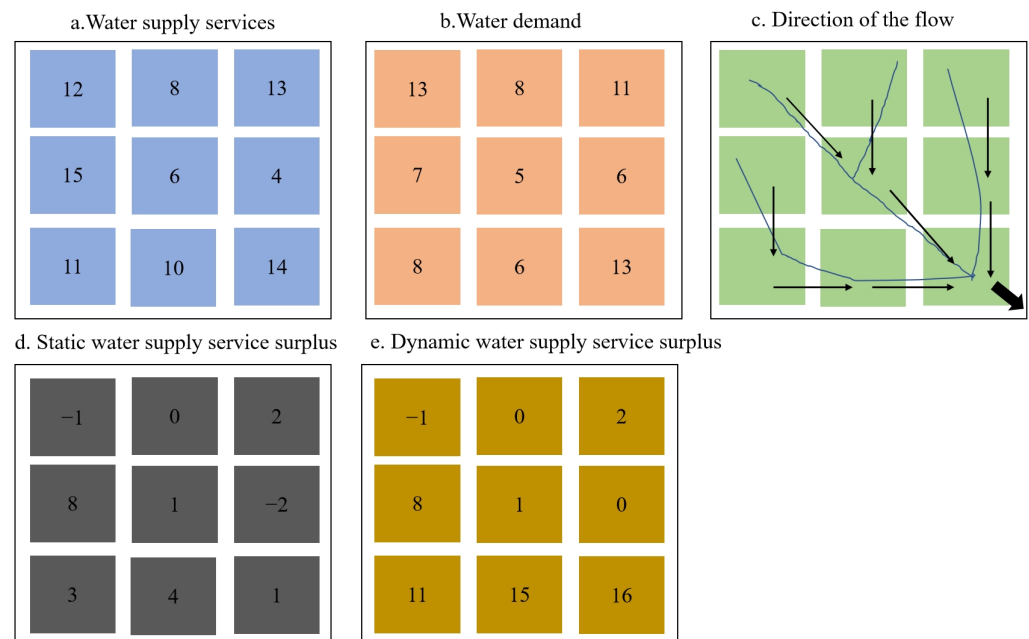 a.Water supply services
b.Water demand
c. Direction of the flow
12 8 13
15 6 4
11 10 14
13 8 11
7 5 6
8 6 13
d. Static water supply service surplus
e. Dynamic water supply service surplus
−1 0 2
8 1 −2
3 4 1
−1 0 2
8 1 0
11 15 16